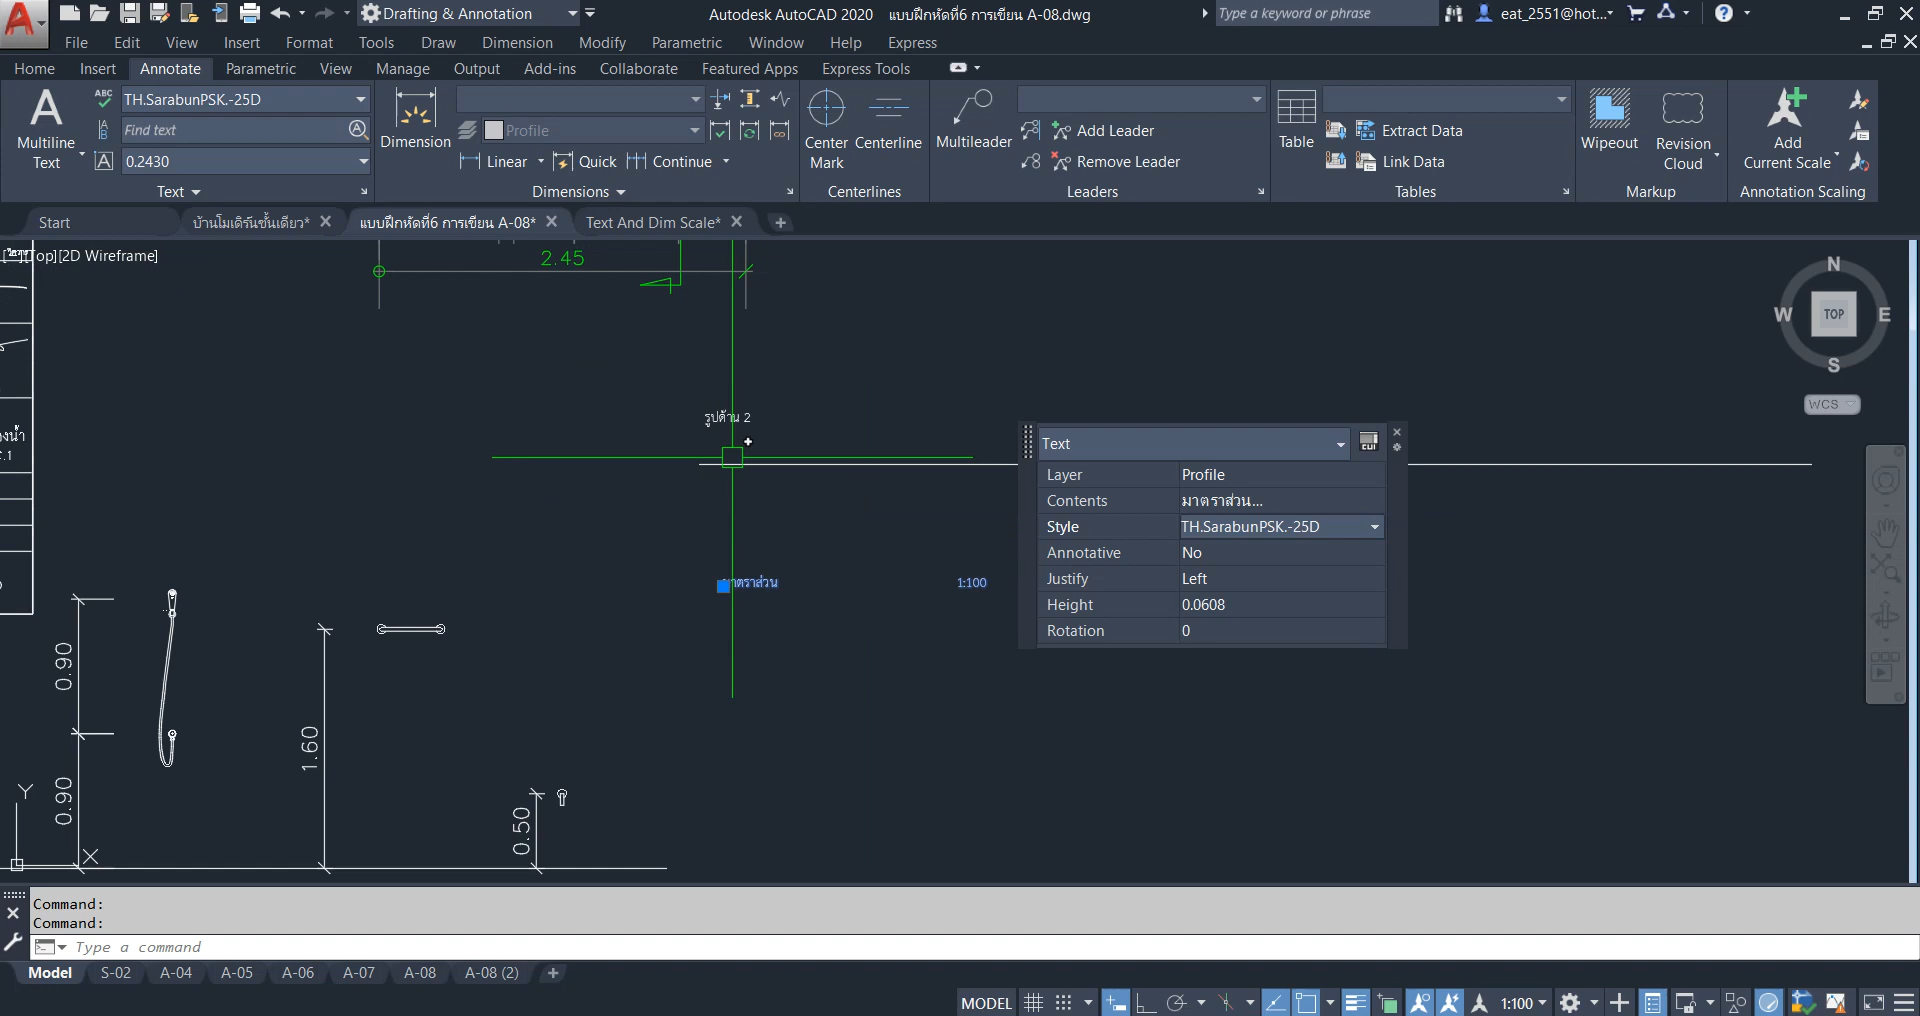 Drafting & Annotation
Autodesk AutoCAD 2020 แบบฝึกหัดที่6 การเขียน A-08.dwg
Type a keyword or phrase
eat_2551@hot...
File Edit View Insert Format Tools Draw Dimension Modify Parametric Window Help Express
Home Insert Annotate Parametric View Manage Output Add-ins Collaborate Featured Apps Express Tools
Multiline Text
ABC
TH.SarabunPSK.-25D
Find text
0.2430
Text
Dimension
Profile
Linear Quick Continue
Dimensions
Center Mark
Centerline
Centerlines
Multileader
Add Leader
Remove Leader
Leaders
Table
Extract Data
Link Data
Tables
Wipeout
Revision Cloud
Markup
Add Current Scale
Annotation Scaling
Start
บ้านโมเดิร์นชั้นเดียว*
แบบฝึกหัดที่6 การเขียน A-08*
Text And Dim Scale*
[Top][2D Wireframe]
2.45
N
W TOP E
S
WCS
รูปด้าน 2
Text
CUI
Layer Profile
Contents มาตราส่วน...
Style TH.SarabunPSK.-25D
Annotative No
Justify Left
Height 0.0608
Rotation 0
มาตราส่วน 1:100
0.90
0.90
1.60
0.50
Y
X
Command:
Command:
Type a command
Model S-02 A-04 A-05 A-06 A-07 A-08 A-08 (2)
MODEL
1:100